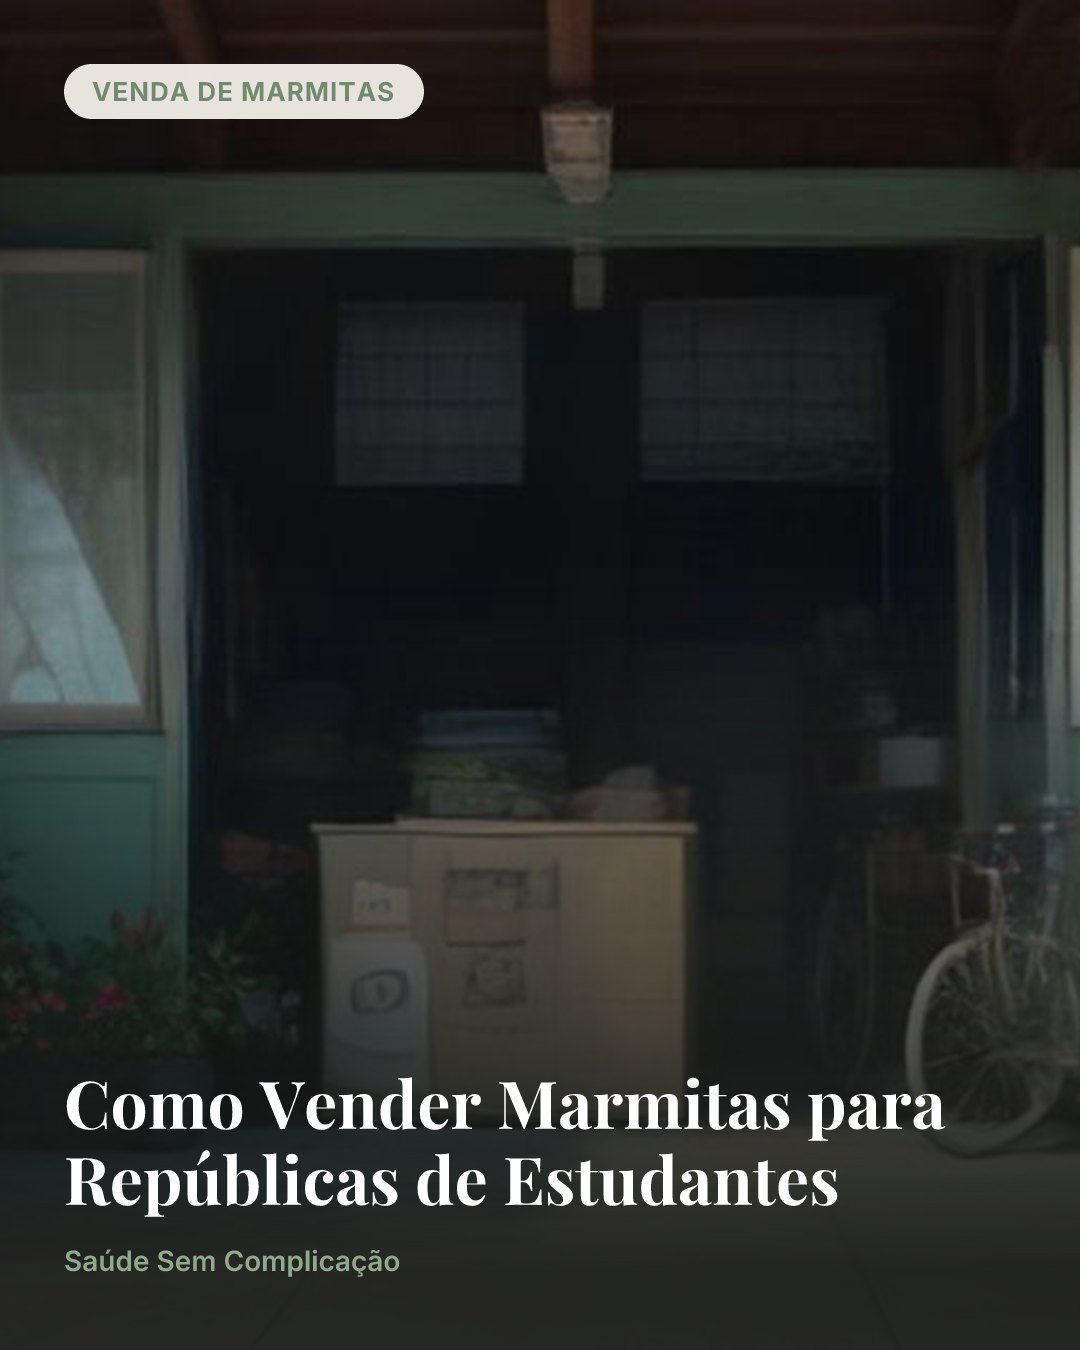 VENDA DE MARMITAS
Como Vender Marmitas para
Repúblicas de Estudantes
Saúde Sem Complicação